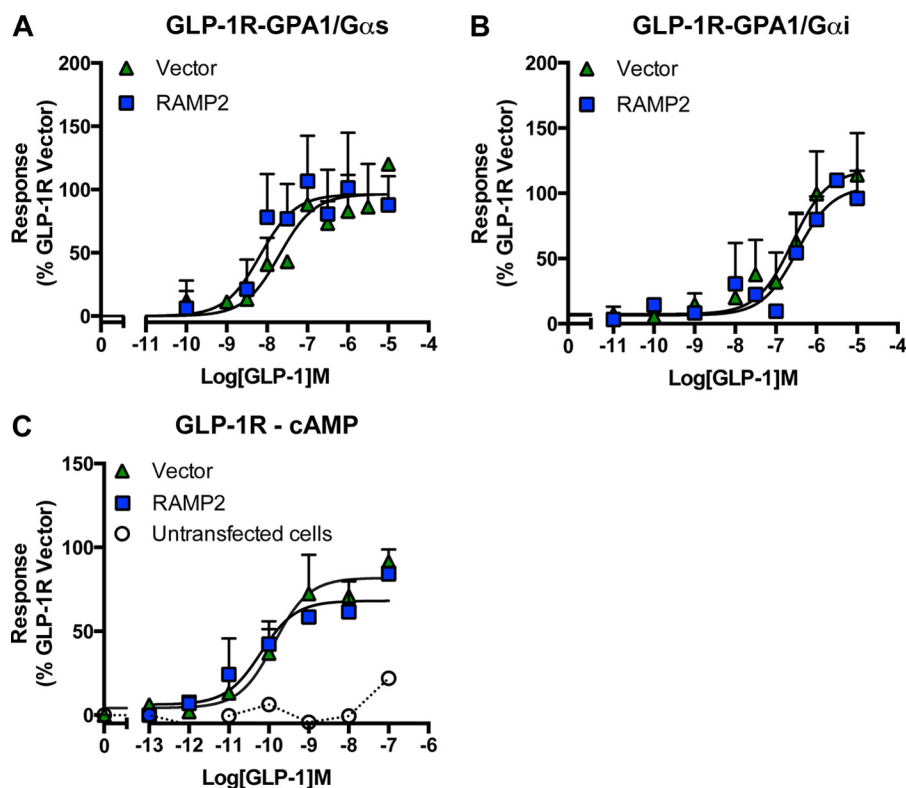 A
GLP-1R-GPA1/Gαs
200
150
100
50
0
Response
(% GLP-1R Vector)
Vector
RAMP2
0
-11
-10
-9
-8
-7
-6
-5
-4
Log[GLP-1]M
B
GLP-1R-GPA1/Gαi
200
150
100
50
0
Response
(% GLP-1R Vector)
Vector
RAMP2
0
-11
-10
-9
-8
-7
-6
-5
-4
Log[GLP-1]M
C
GLP-1R - cAMP
150
100
50
0
Response
(% GLP-1R Vector)
Vector
RAMP2
Untransfected cells
0
-13
-12
-11
-10
-9
-8
-7
-6
Log[GLP-1]M